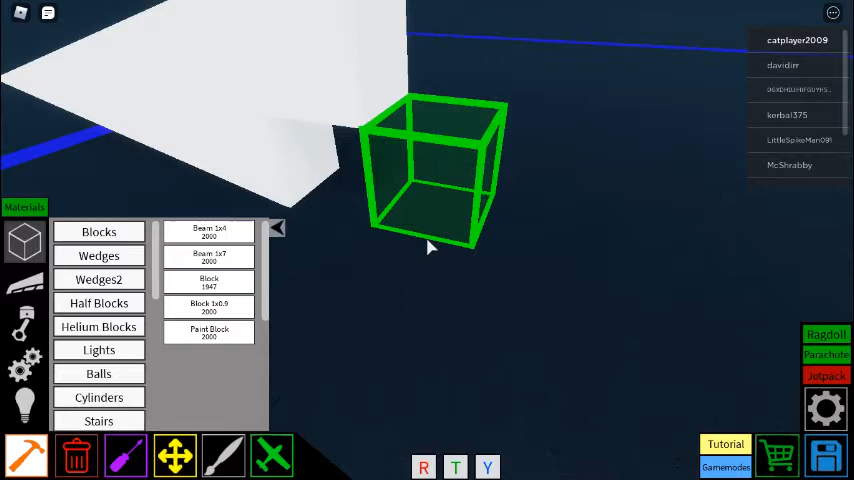 catplayer2009
davidirr
kerbal375
LittleSpikeMan091
McShrabby
Materials
Blocks
Wedges
Wedges2
Half Blocks
Helium Blocks
Lights
Balls
Cylinders
Stairs
Beam 1x4
2000
Beam 1x7
2000
Block
1947
Block 1x0.9
2000
Paint Block
2000
Ragdoll
Parachute
Jetpack
Tutorial
Gamemodes
R T Y